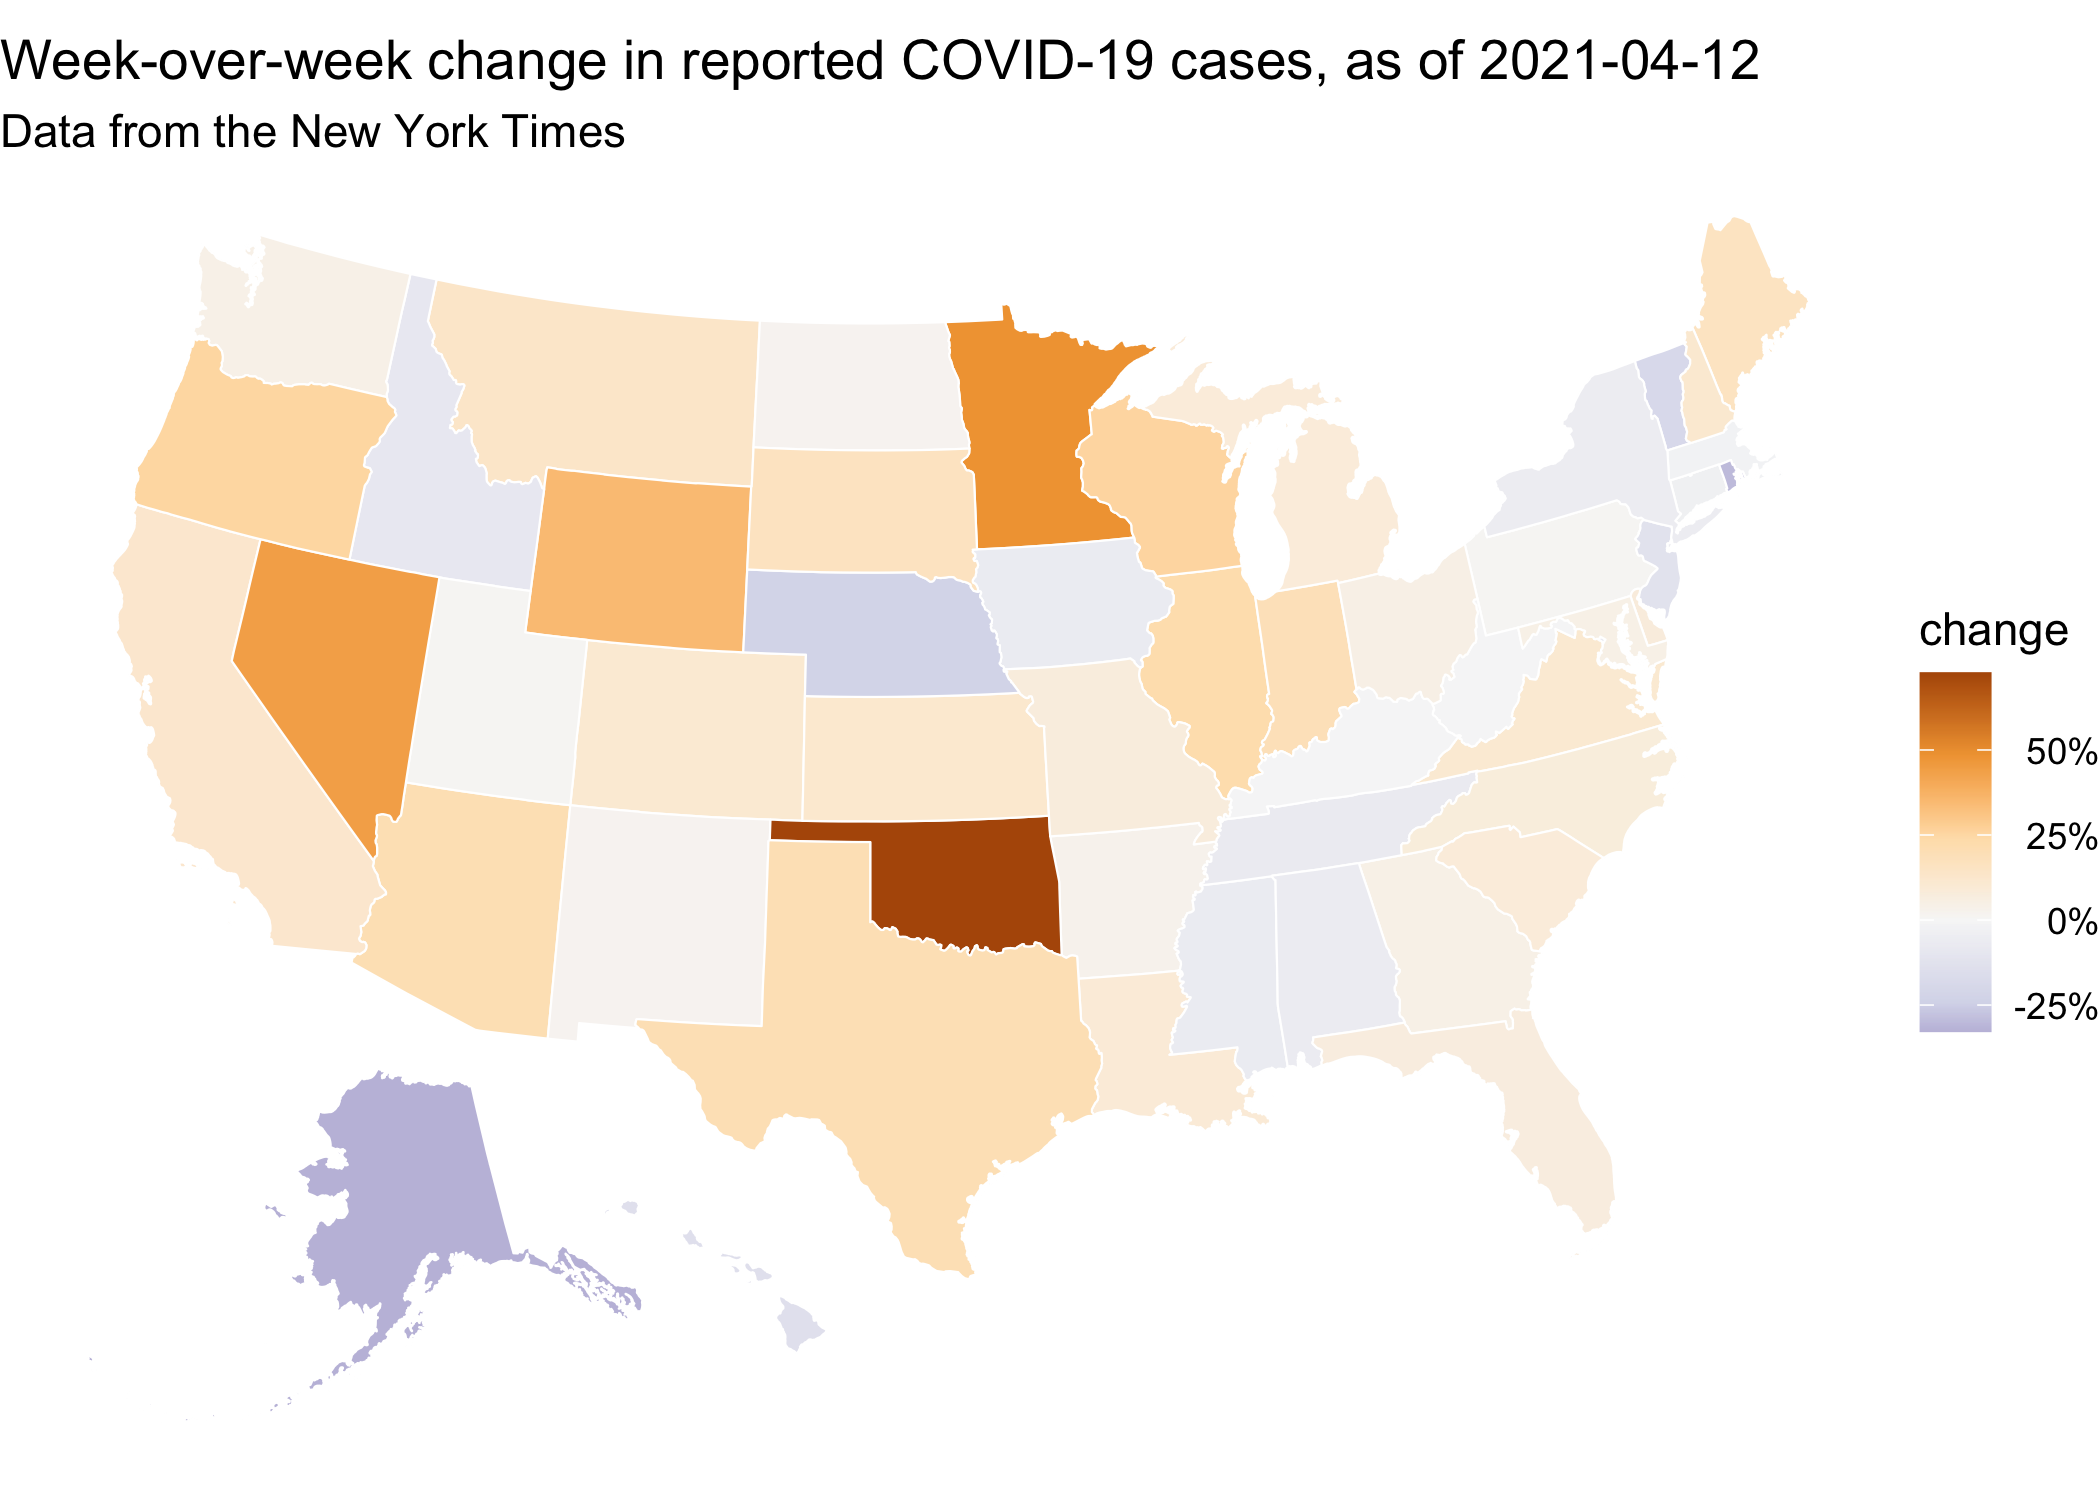 Week-over-week change in reported COVID-19 cases, as of 2021-04-12
Data from the New York Times
change
50%
25%
0%
-25%